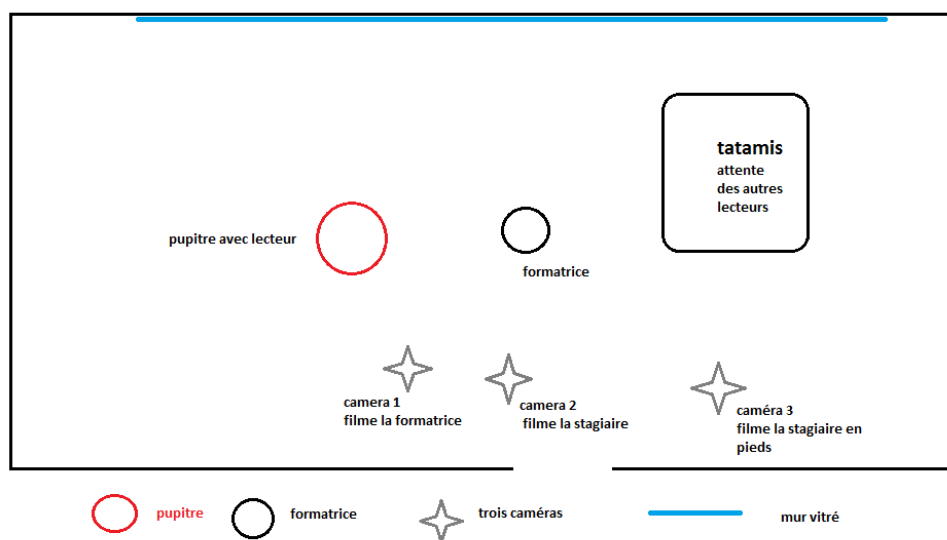 tatamis
attente
des autres
lecteurs
pupitre avec lecteur
formatrice
camera 1
filme la formatrice
camera 2
filme la stagiaire
caméra 3
filme la stagiaire en
pieds
pupitre
formatrice
trois caméras
mur vitré